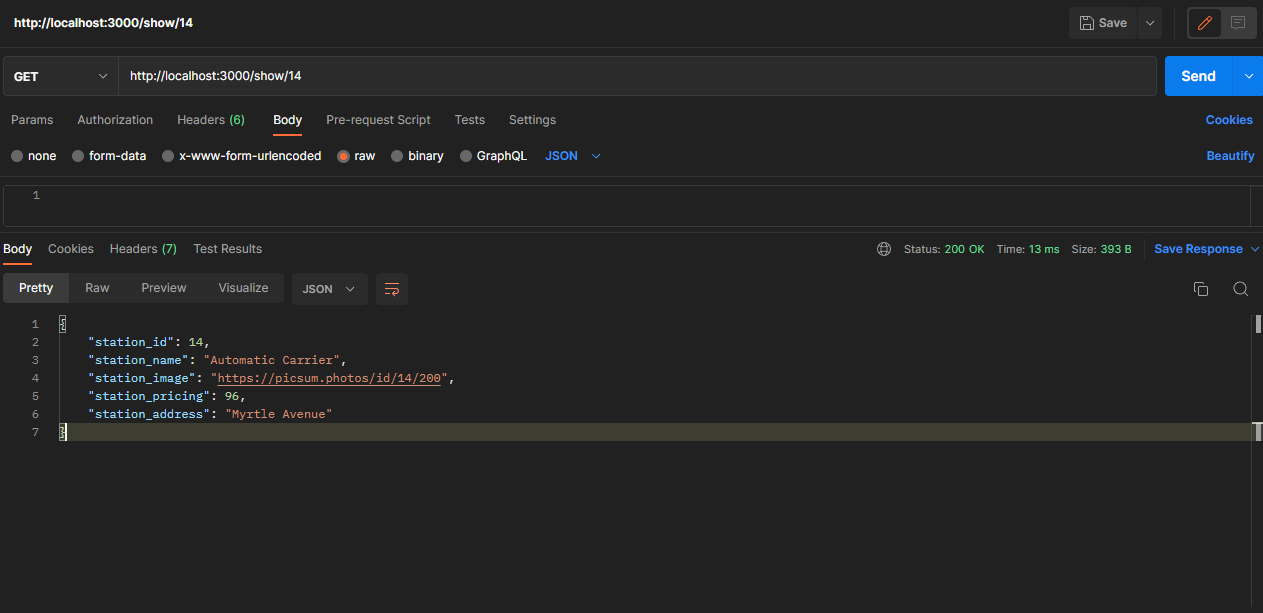 http://localhost:3000/show/14
Save
GET
http://localhost:3000/show/14
Send
Params Authorization Headers (6) Body Pre-request Script Tests Settings Cookies
none form-data x-www-form-urlencoded raw binary GraphQL JSON Beautify
1
Body Cookies Headers (7) Test Results Status: 200 OK Time: 13 ms Size: 393 B Save Response
Pretty Raw Preview Visualize JSON
1 {
2 "station_id": 14,
3 "station_name": "Automatic Carrier",
4 "station_image": "https://picsum.photos/id/14/200",
5 "station_pricing": 96,
6 "station_address": "Myrtle Avenue"
7 }